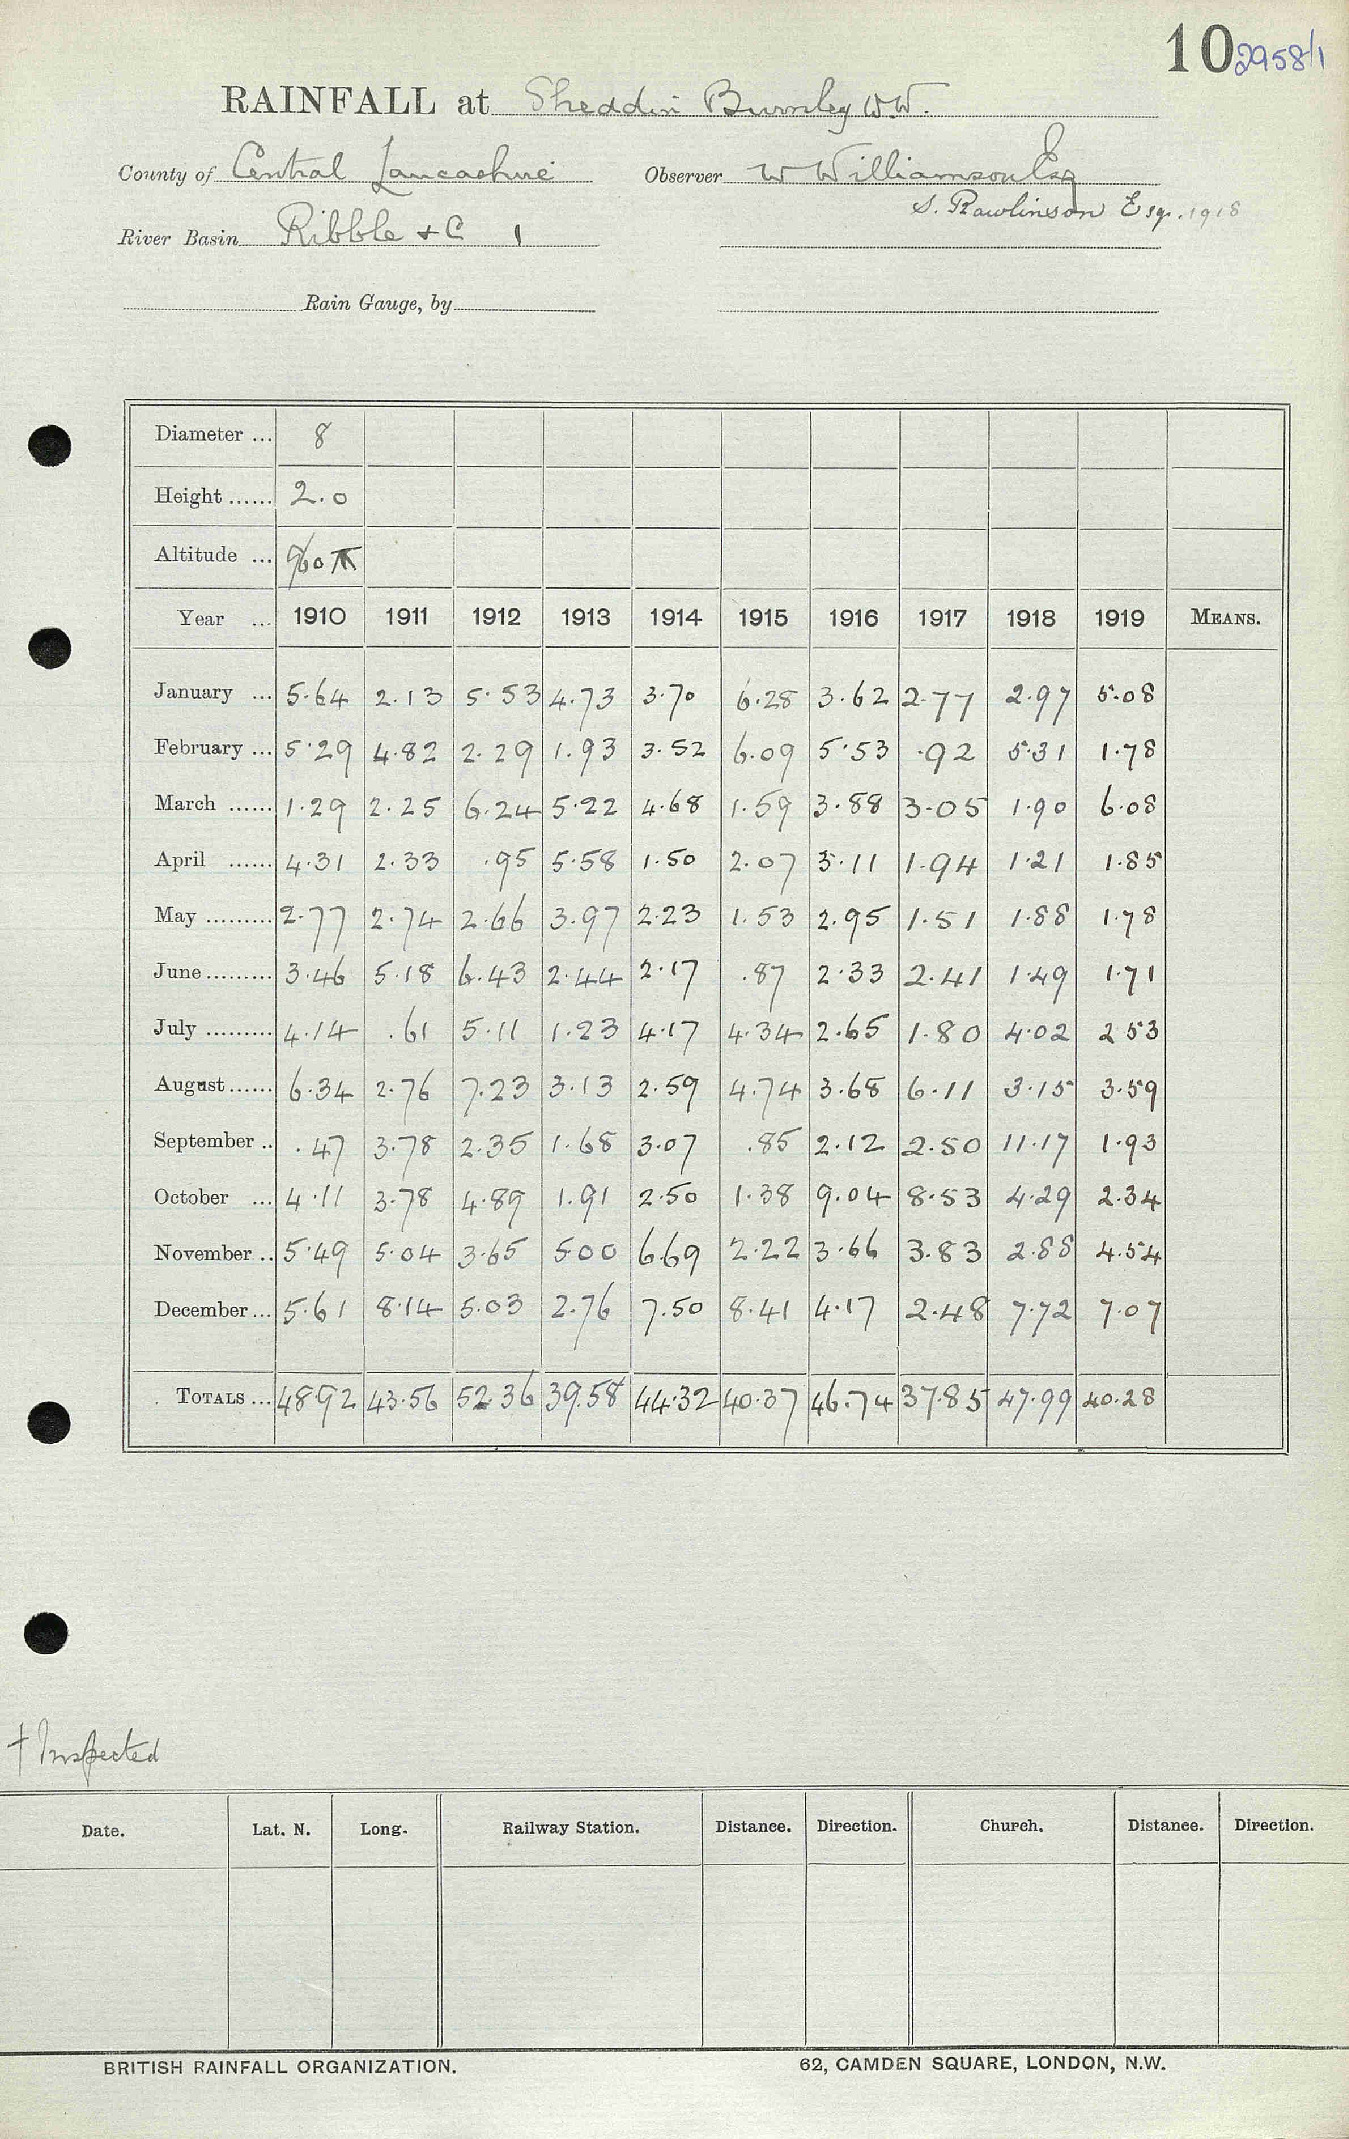 10 2958/1
RAINFALL at Sheddin Burnley W.W.
County of Central Lancashire Observer W Williamson Esq
S. Rawlinson Esq. 1918
River Basin Ribble + C 1
Rain Gauge, by
Diameter ... 8
Height ...... 2.0
Altitude ...
Year ... 1910 1911 1912 1913 1914 1915 1916 1917 1918 1919 MEANS.
January ... 5.64 2.13 5.53 4.73 3.70 6.28 3.62 2.77 2.97 5.08
February ... 5.29 4.82 2.29 1.93 3.52 6.09 5.53 .92 5.31 1.78
March ...... 1.29 2.25 6.24 5.22 4.68 1.59 3.88 3.05 1.90 6.08
April ...... 4.31 2.33 .95 5.58 1.50 2.07 3.11 1.94 1.21 1.85
May ......... 2.77 2.74 2.66 3.97 2.23 1.53 2.95 1.51 1.88 1.78
June ......... 3.46 5.18 6.43 2.44 2.17 .87 2.33 2.41 1.49 1.71
July ......... 4.14 .61 5.11 1.23 4.17 4.34 2.65 1.80 4.02 2 53
August ...... 6.34 2.76 7.23 3.13 2.59 4.74 3.68 6.11 3.15 3.59
September .. .47 3.78 2.35 1.68 3.07 .85 2.12 2.50 11.17 1.93
October ... 4.11 3.78 4.89 1.91 2.50 1.38 9.04 8.53 4.29 2.34
November .. 5.49 5.04 3.65 5.00 6.69 2.22 3.66 3.83 2.88 4.54
December ... 5.61 8.14 5.03 2.76 7.50 8.41 4.17 2.48 7.72 7.07
TOTALS ... 48.92 43.56 52.36 39.58 44.32 40.37 46.74 37.85 47.99 40.28
† Inspected
Date. Lat. N. Long. Railway Station. Distance. Direction. Church. Distance. Direction.
BRITISH RAINFALL ORGANIZATION. 62, CAMDEN SQUARE, LONDON, N.W.